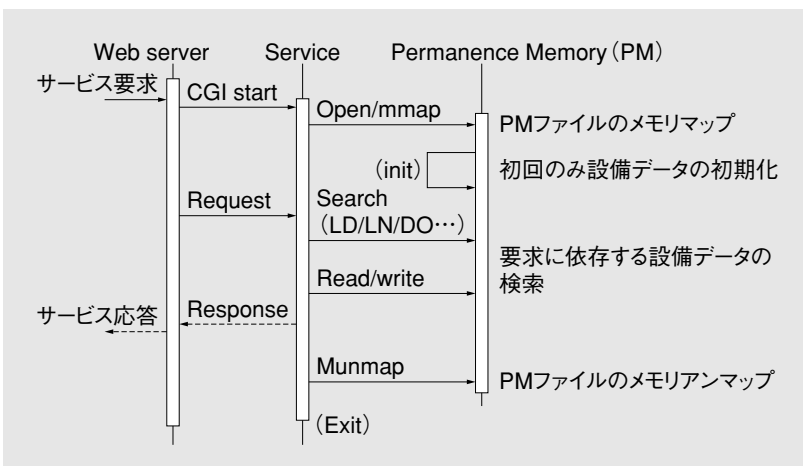 Web server Service Permanence Memory（PM）
サービス要求
CGI start
Open/mmap
PMファイルのメモリマップ
（init）
初回のみ設備データの初期化
Request
Search
（LD/LN/DO…）
要求に依存する設備データの
検索
Read/write
サービス応答
Response
Munmap
PMファイルのメモリアンマップ
（Exit）